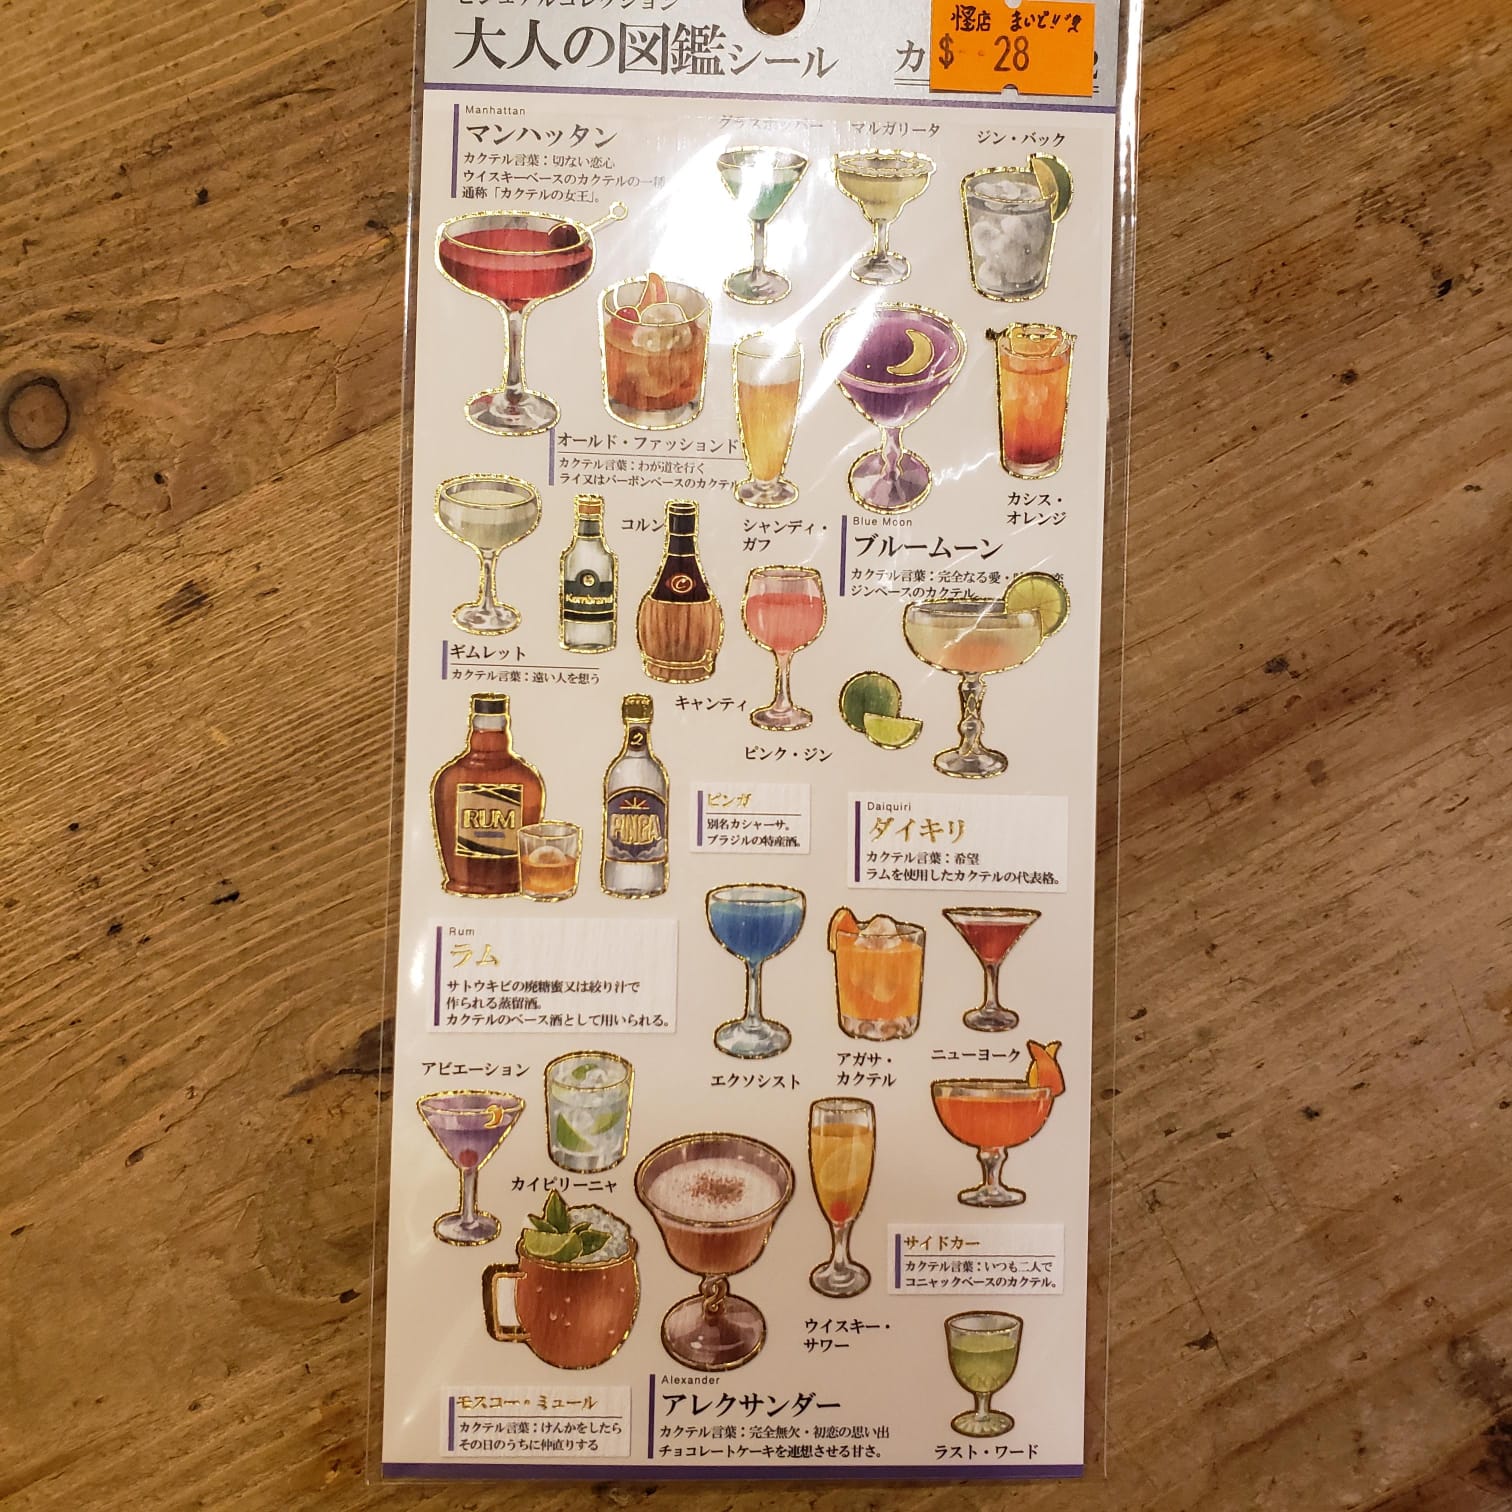 ビジュアルコレクション
大人の図鑑シール
カ
怪店 まいど!!
$ 28
Manhattan
マンハッタン
カクテル言葉：切ない恋心
ウイスキーベースのカクテルの一種
通称「カクテルの女王」。
グラスホッパー
マルガリータ
ジン・バック
オールド・ファッションド
カクテル言葉：わが道を行く
ライ又はバーボンベースのカクテル
シャンディ・
ガフ
カシス・
オレンジ
Blue Moon
ブルームーン
カクテル言葉：完全なる愛・
ジンベースのカクテル
コルン
Kornbrand
ギムレット
カクテル言葉：遠い人を想う
キャンティ
ピンク・ジン
RUM
PINGA
ピンガ
別名カシャーサ。
ブラジルの特産酒。
Daiquiri
ダイキリ
カクテル言葉：希望
ラムを使用したカクテルの代表格。
Rum
ラム
サトウキビの廃糖蜜又は絞り汁で
作られる蒸留酒。
カクテルのベース酒として用いられる。
エクソシスト
アガサ・
カクテル
ニューヨーク
アビエーション
カイピリーニャ
サイドカー
カクテル言葉：いつも二人で
コニャックベースのカクテル。
ウイスキー・
サワー
モスコー・ミュール
カクテル言葉：けんかをしたら
その日のうちに仲直りする
Alexander
アレクサンダー
カクテル言葉：完全無欠・初恋の思い出
チョコレートケーキを連想させる甘さ。
ラスト・ワード